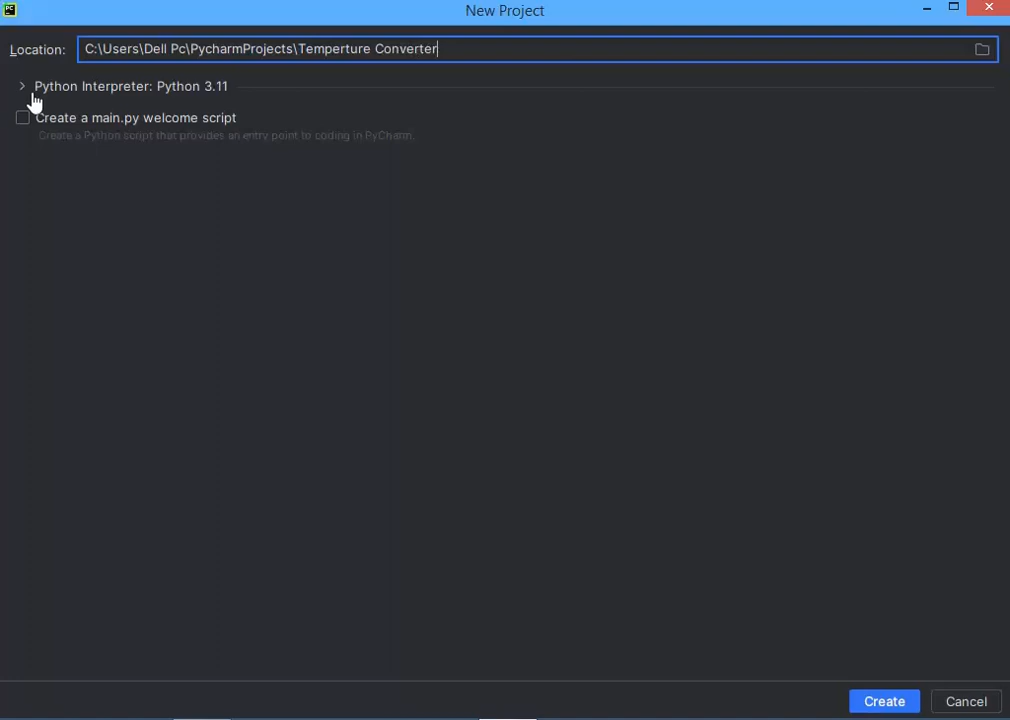 PC
New Project
Location: C:\Users\Dell Pc\PycharmProjects\Temperture Converter
Python Interpreter: Python 3.11
Create a main.py welcome script
Create a Python script that provides an entry point to coding in PyCharm.
Create Cancel